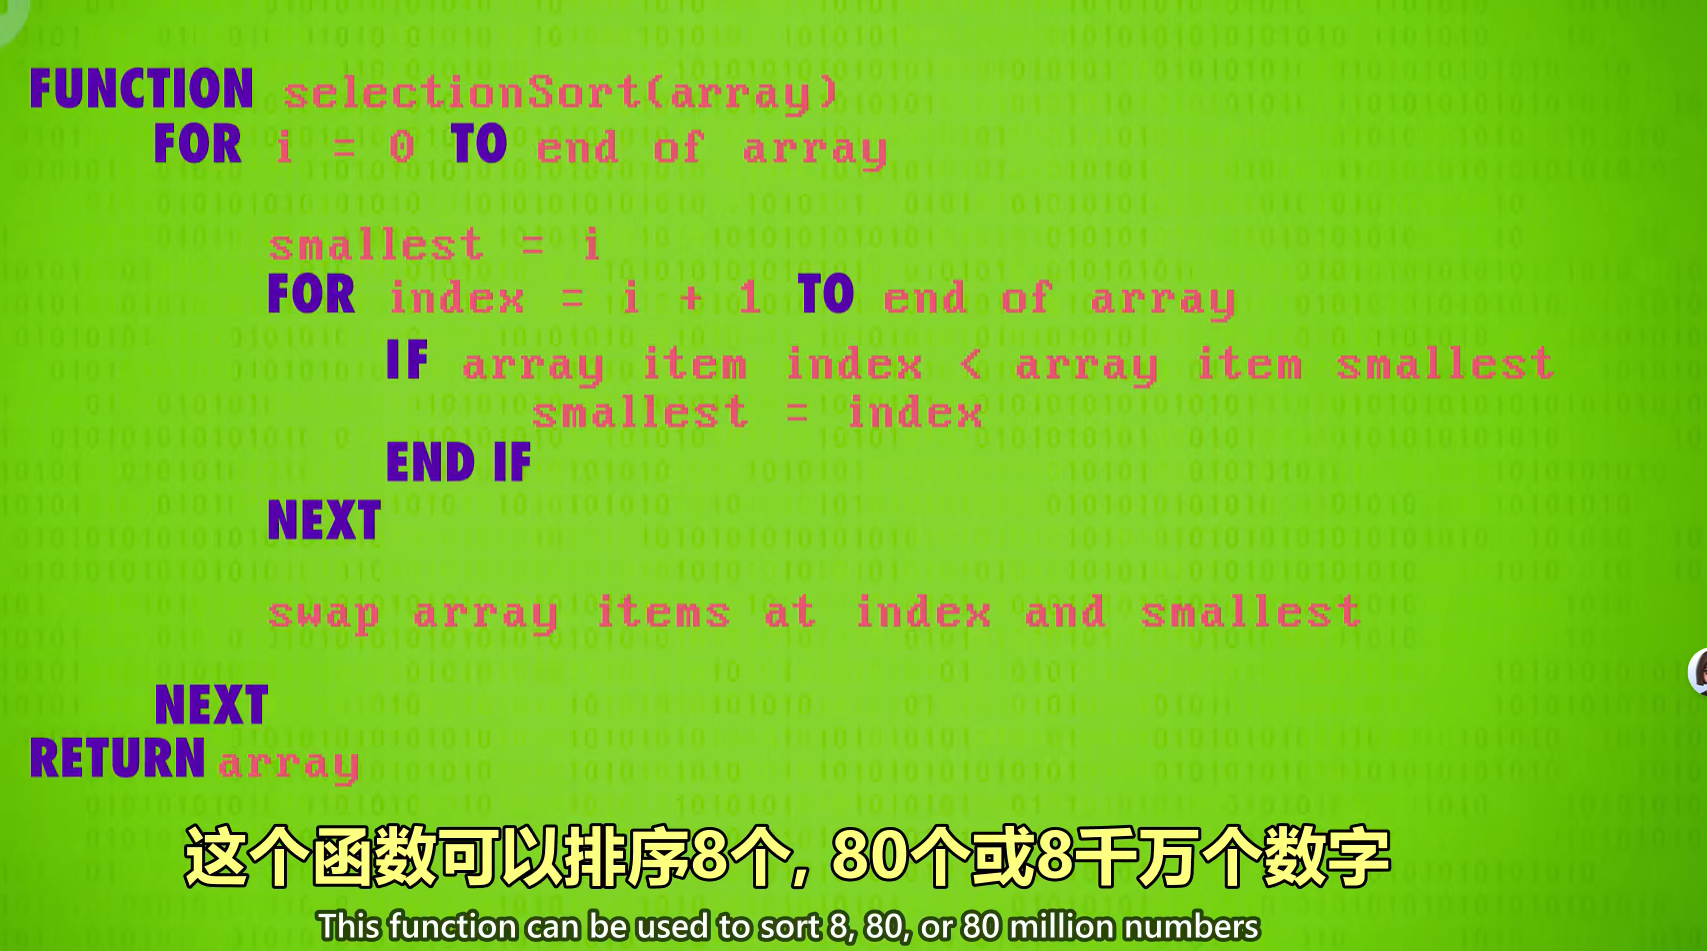 FUNCTION selectionSort(array)
FOR i = 0 TO end of array
smallest = i
FOR index = i + 1 TO end of array
IF array item index < array item smallest
smallest = index
END IF
NEXT
swap array items at index and smallest
NEXT
RETURN array
这个函数可以排序8个, 80个或8千万个数字
This function can be used to sort 8, 80, or 80 million numbers